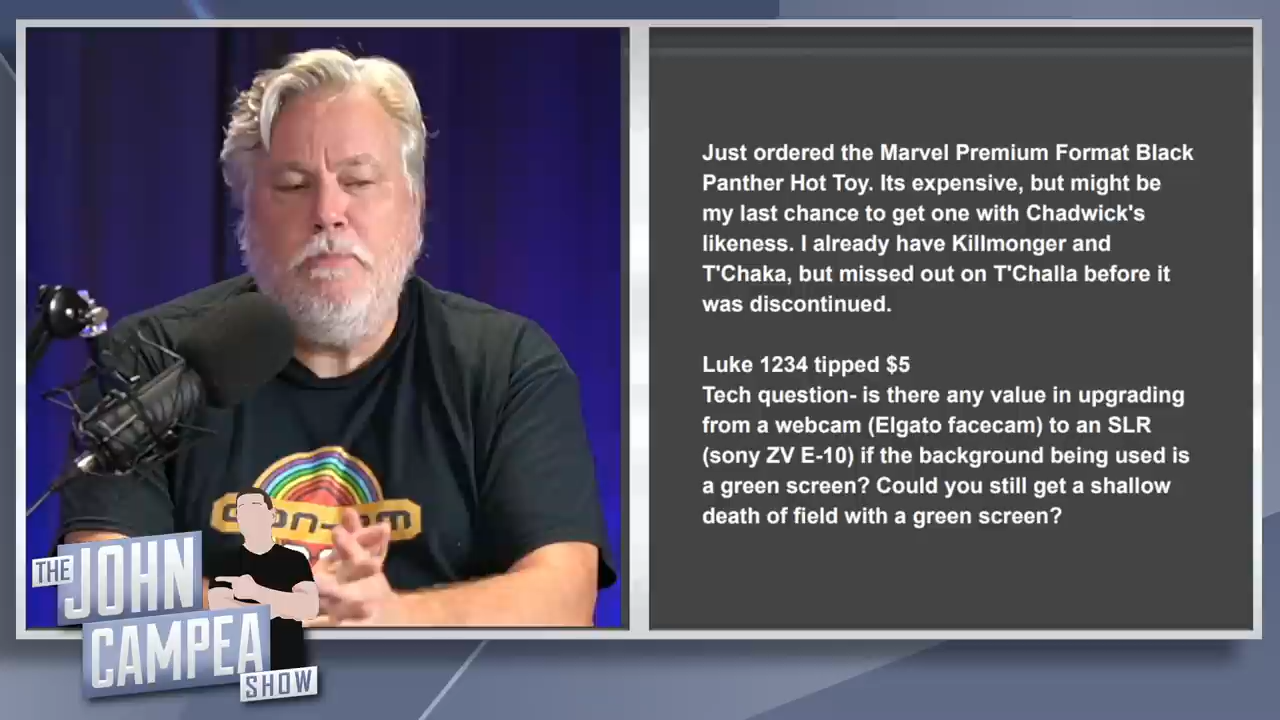 Just ordered the Marvel Premium Format Black
Panther Hot Toy. Its expensive, but might be
my last chance to get one with Chadwick's
likeness. I already have Killmonger and
T'Chaka, but missed out on T'Challa before it
was discontinued.
Luke 1234 tipped $5
Tech question- is there any value in upgrading
from a webcam (Elgato facecam) to an SLR
(sony ZV E-10) if the background being used is
a green screen? Could you still get a shallow
death of field with a green screen?
THE
JOHN
CAMPEA
SHOW